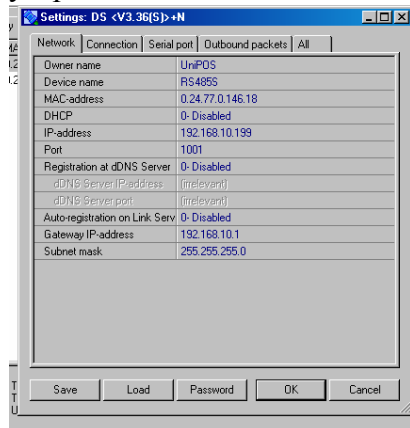 Settings: DS <V3.36(S)>+N
Network Connection Serial port Outbound packets All
Owner name UniPOS
Device name RS485S
MAC-address 0.24.77.0.146.18
DHCP 0- Disabled
IP-address 192.168.10.199
Port 1001
Registration at dDNS Server 0- Disabled
dDNS Server IP-address (irrelevant)
dDNS Server port (irrelevant)
Auto-registration on Link Serv 0- Disabled
Gateway IP-address 192.168.10.1
Subnet mask 255.255.255.0
Save Load Password OK Cancel